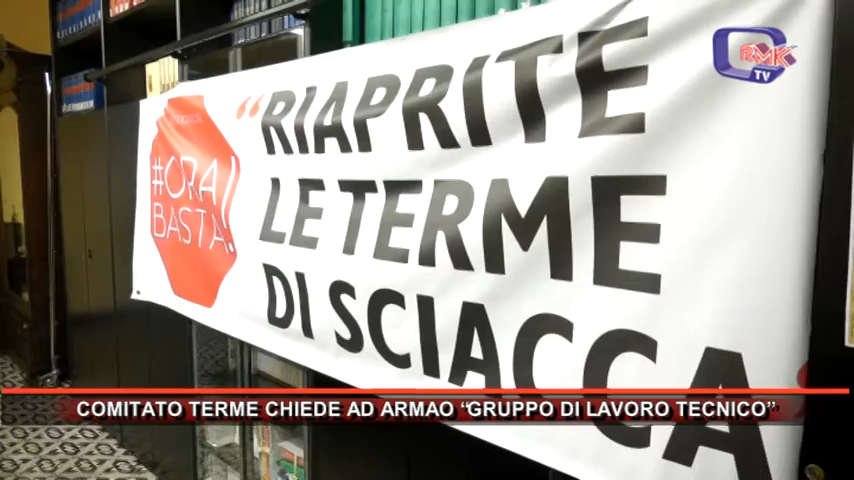 RMK
TV
#ORA
BASTA!
"RIAPRITE
LE TERME
DI SCIACCA
COMITATO TERME CHIEDE AD ARMAO “GRUPPO DI LAVORO TECNICO”